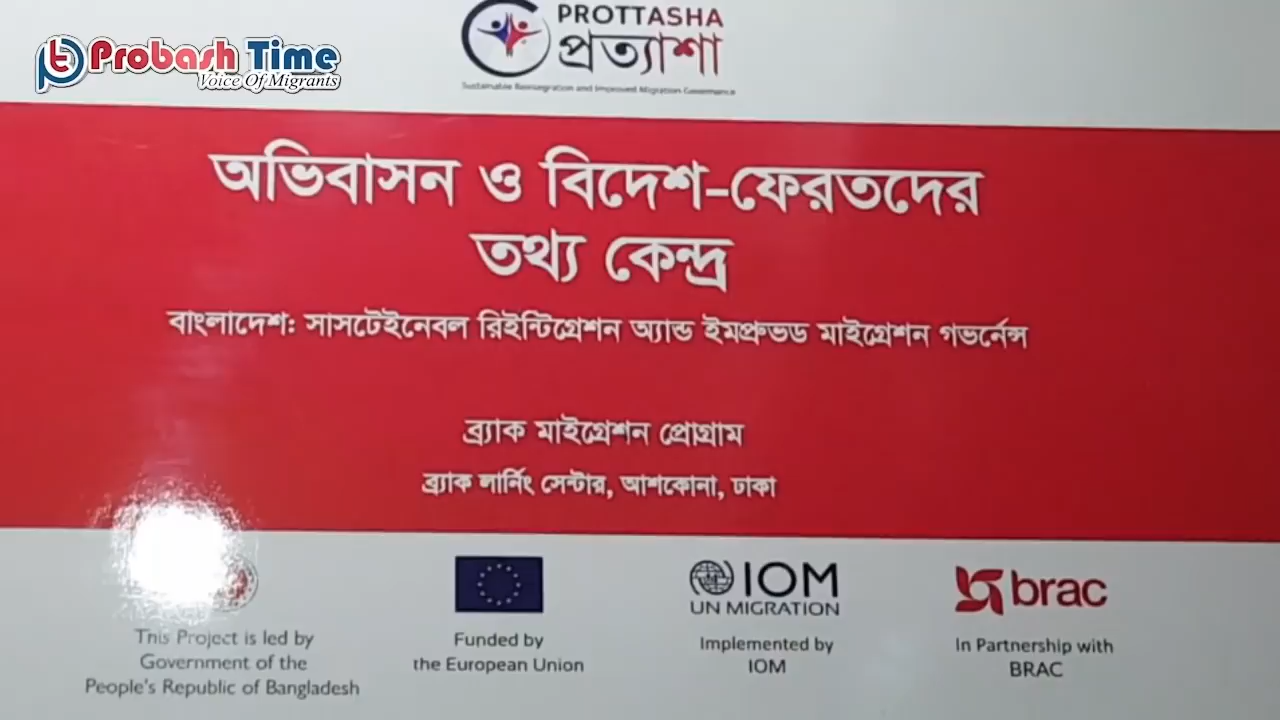 Probash Time
Voice Of Migrants
PROTTASHA
প্রত্যাশা
Sustainable Reintegration and Improved Migration Governance
অভিবাসন ও বিদেশ-ফেরতদের
তথ্য কেন্দ্র
বাংলাদেশ: সাসটেইনেবল রিইন্টিগ্রেশন অ্যান্ড ইমপ্রুভড মাইগ্রেশন গভর্নেন্স
ব্র্যাক মাইগ্রেশন প্রোগ্রাম
ব্র্যাক লার্নিং সেন্টার, আশকোনা, ঢাকা
This Project is led by
Government of the
People's Republic of Bangladesh
Funded by
the European Union
IOM
UN MIGRATION
Implemented by
IOM
brac
In Partnership with
BRAC